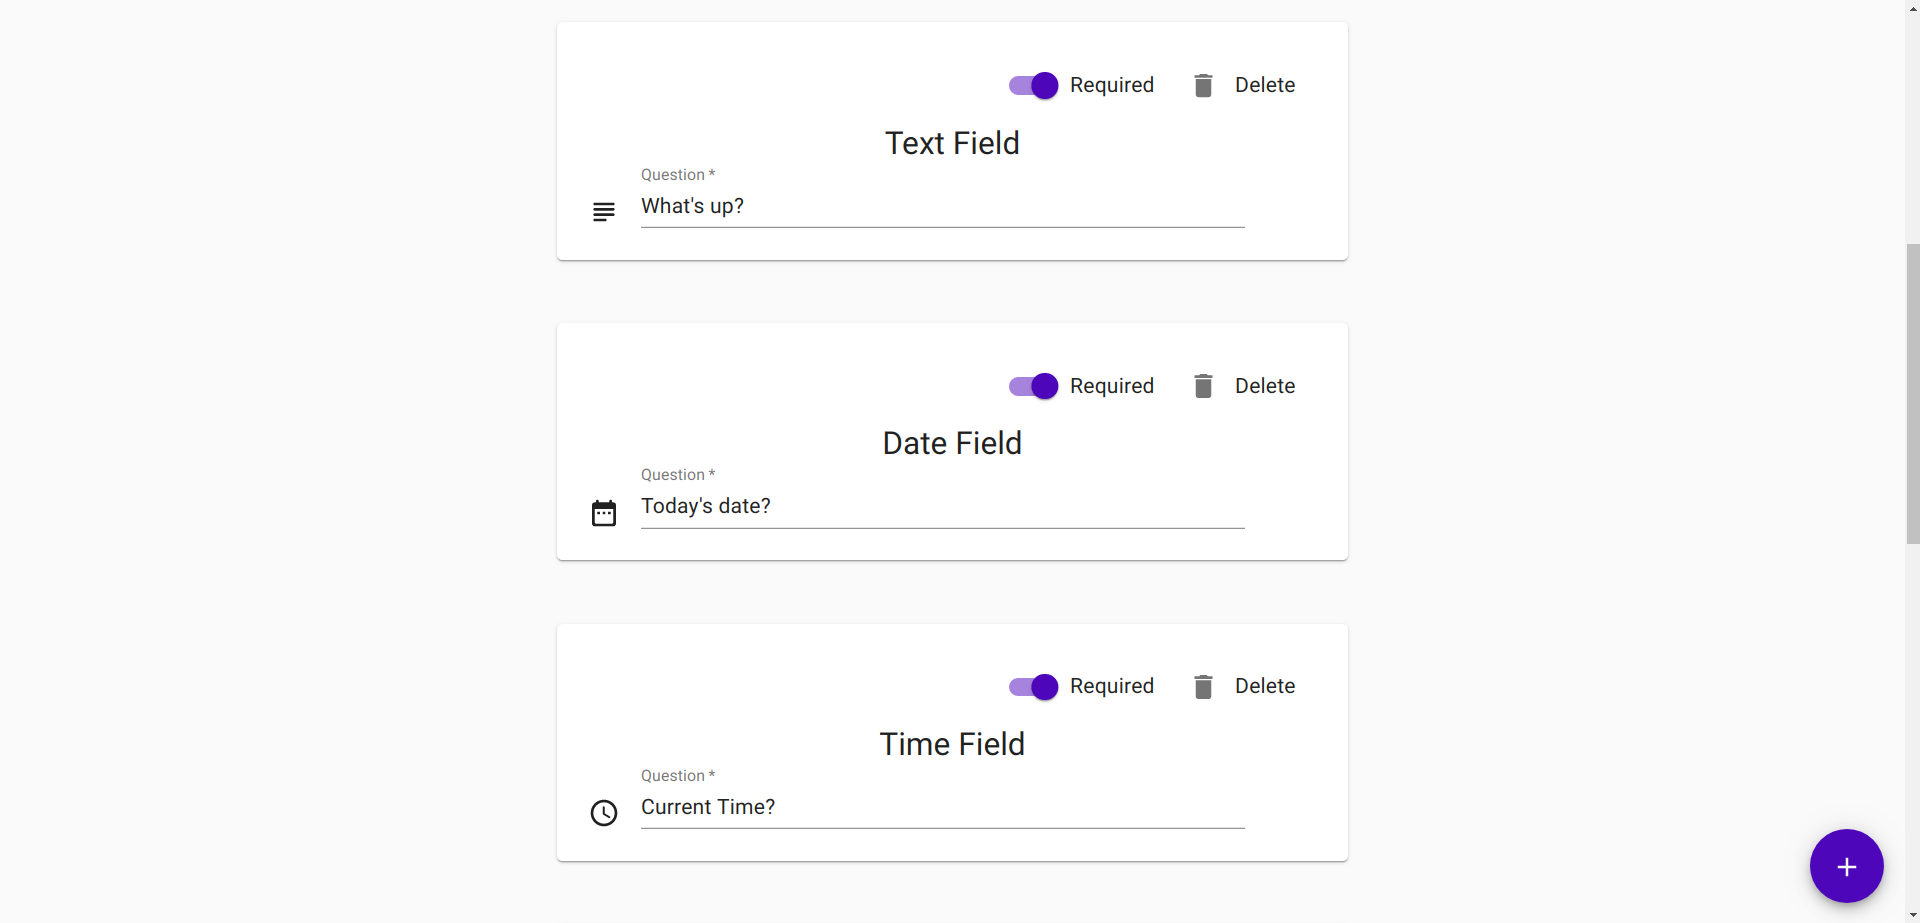 Required Delete
Text Field
Question *
What's up?
Required Delete
Date Field
Question *
Today's date?
Required Delete
Time Field
Question *
Current Time?
+